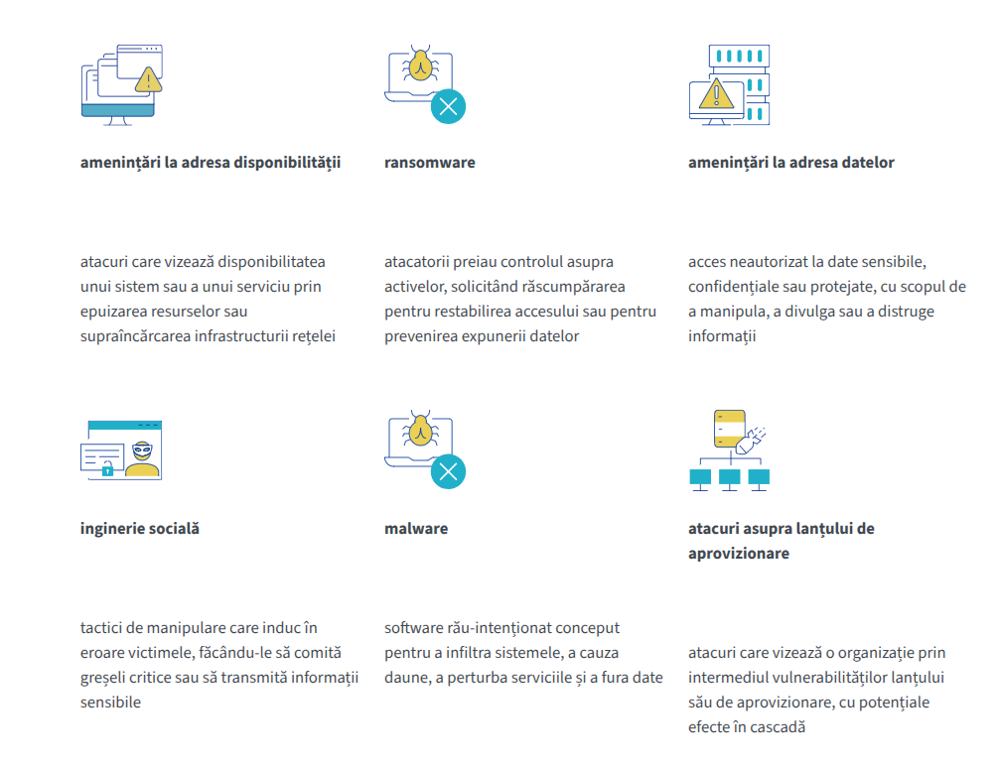 amenințări la adresa disponibilității
atacuri care vizează disponibilitatea
unui sistem sau a unui serviciu prin
epuizarea resurselor sau
supraîncărcarea infrastructurii rețelei
ransomware
atacatorii preiau controlul asupra
activelor, solicitând răscumpărarea
pentru restabilirea accesului sau pentru
prevenirea expunerii datelor
amenințări la adresa datelor
acces neautorizat la date sensibile,
confidențiale sau protejate, cu scopul de
a manipula, a divulga sau a distruge
informații
inginerie socială
tactici de manipulare care induc în
eroare victimele, făcându-le să comită
greșeli critice sau să transmită informații
sensibile
malware
software rău-intenționat conceput
pentru a infiltra sistemele, a cauza
daune, a perturba serviciile și a fura date
atacuri asupra lanțului de
aprovizionare
atacuri care vizează o organizație prin
intermediul vulnerabilităților lanțului
său de aprovizionare, cu potențiale
efecte în cascadă